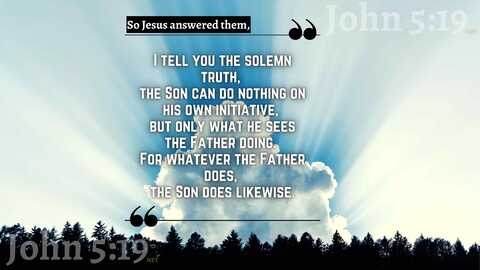 So Jesus answered them,
John 5:19
NET
❝
I tell you the solemn
truth,
the Son can do nothing on
his own initiative,
but only what he sees
the Father doing.
For whatever the Father
does,
the Son does likewise.
❝
John 5:19
NET